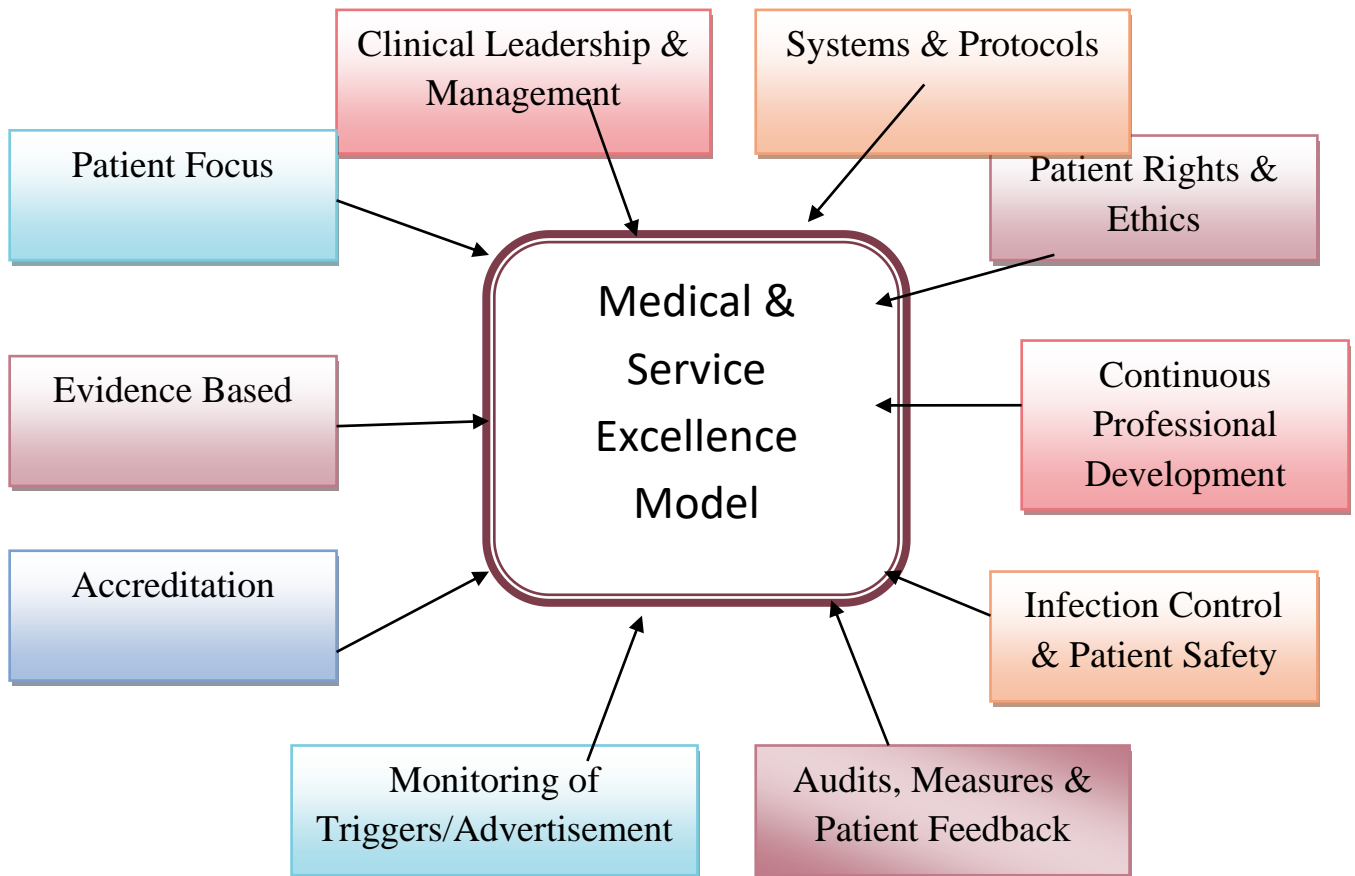 Clinical Leadership &
Management
Systems & Protocols
Patient Focus
Patient Rights &
Ethics
Medical &
Service
Excellence
Model
Evidence Based
Continuous
Professional
Development
Accreditation
Infection Control
& Patient Safety
Monitoring of
Triggers/Advertisement
Audits, Measures &
Patient Feedback